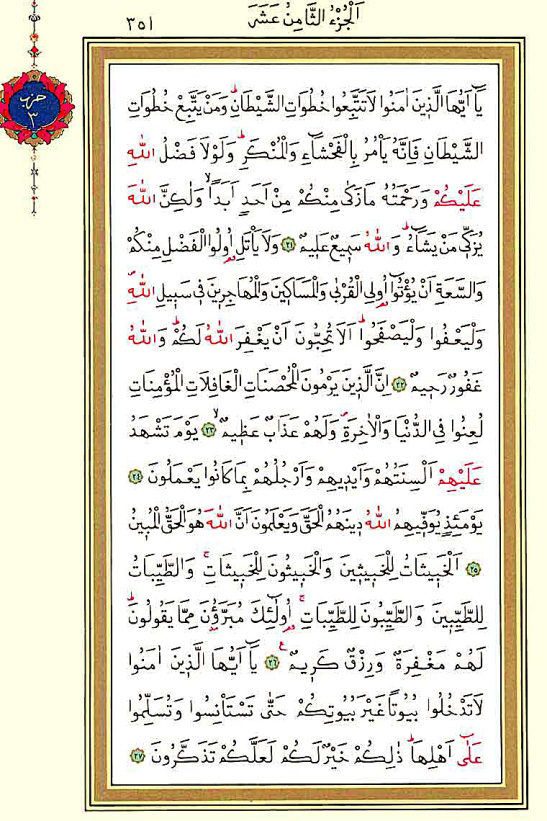 اَلْجُزْءُ الثَّامِنُ عَشَرَ
٣٥١
حزب
٣
يَٓا اَيُّهَا الَّذ۪ينَ اٰمَنُوا لَا تَتَّبِعُوا خُطُوَاتِ الشَّيْطَانِۜ وَمَنْ يَتَّبِعْ خُطُوَاتِ
الشَّيْطَانِ فَاِنَّهُ يَأْمُرُ بِالْفَحْشَٓاءِ وَالْمُنْكَرِۜ وَلَوْلَا فَضْلُ اللّٰهِ
عَلَيْكُمْ وَرَحْمَتُهُ مَا زَكٰى مِنْكُمْ مِنْ اَحَدٍ اَبَداًۙ وَلٰكِنَّ اللّٰهَ
يُزَكّ۪ي مَنْ يَشَٓاءُۜ وَاللّٰهُ سَم۪يعٌ عَل۪يمٌ ﴿٢١﴾ وَلَا يَأْتَلِ اُو۬لُوا الْفَضْلِ مِنْكُمْ
وَالسَّعَةِ اَنْ يُؤْتُٓوا اُو۬لِي الْقُرْبٰى وَالْمَسَاك۪ينَ وَالْمُهَاجِر۪ينَ ف۪ي سَب۪يلِ اللّٰهِۖ
وَلْيَعْفُوا وَلْيَصْفَحُواۜ اَلَا تُحِبُّونَ اَنْ يَغْفِرَ اللّٰهُ لَكُمْۜ وَاللّٰهُ
غَفُورٌ رَح۪يمٌ ﴿٢٢﴾ اِنَّ الَّذ۪ينَ يَرْمُونَ الْمُحْصَنَاتِ الْغَافِلَاتِ الْمُؤْمِنَاتِ
لُعِنُوا فِي الدُّنْيَا وَالْاٰخِرَةِۖ وَلَهُمْ عَذَابٌ عَظ۪يمٌۙ ﴿٢٣﴾ يَوْمَ تَشْهَدُ
عَلَيْهِمْ اَلْسِنَتُهُمْ وَاَيْد۪يهِمْ وَاَرْجُلُهُمْ بِمَا كَانُوا يَعْمَلُونَ ﴿٢٤﴾
يَوْمَئِذٍ يُوَفّ۪يهِمُ اللّٰهُ د۪ينَهُمُ الْحَقَّ وَيَعْلَمُونَ اَنَّ اللّٰهَ هُوَ الْحَقُّ الْمُب۪ينُ
﴿٢٥﴾ اَلْخَب۪يثَاتُ لِلْخَب۪يث۪ينَ وَالْخَب۪يثُونَ لِلْخَب۪يثَاتِۚ وَالطَّيِّبَاتُ
لِلطَّيِّب۪ينَ وَالطَّيِّبُونَ لِلطَّيِّبَاتِۚ اُو۬لٰٓئِكَ مُبَرَّؤُ۫نَ مِمَّا يَقُولُونَۜ
لَهُمْ مَغْفِرَةٌ وَرِزْقٌ كَر۪يمٌ۟ ﴿٢٦﴾ يَٓا اَيُّهَا الَّذ۪ينَ اٰمَنُوا
لَا تَدْخُلُوا بُيُوتاً غَيْرَ بُيُوتِكُمْ حَتّٰى تَسْتَأْنِسُوا وَتُسَلِّمُوا
عَلٰٓى اَهْلِهَاۜ ذٰلِكُمْ خَيْرٌ لَكُمْ لَعَلَّكُمْ تَذَكَّرُونَ ﴿٢٧﴾